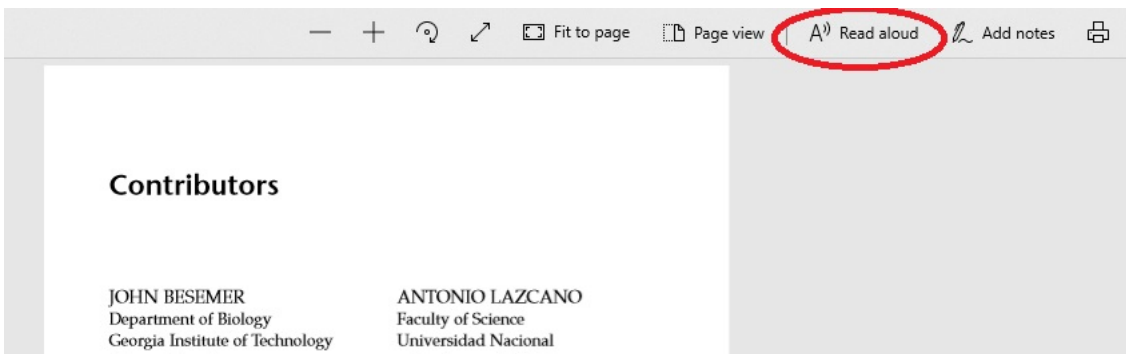 Fit to page Page view Read aloud Add notes
Contributors
JOHN BESEMER
Department of Biology
Georgia Institute of Technology
ANTONIO LAZCANO
Faculty of Science
Universidad Nacional